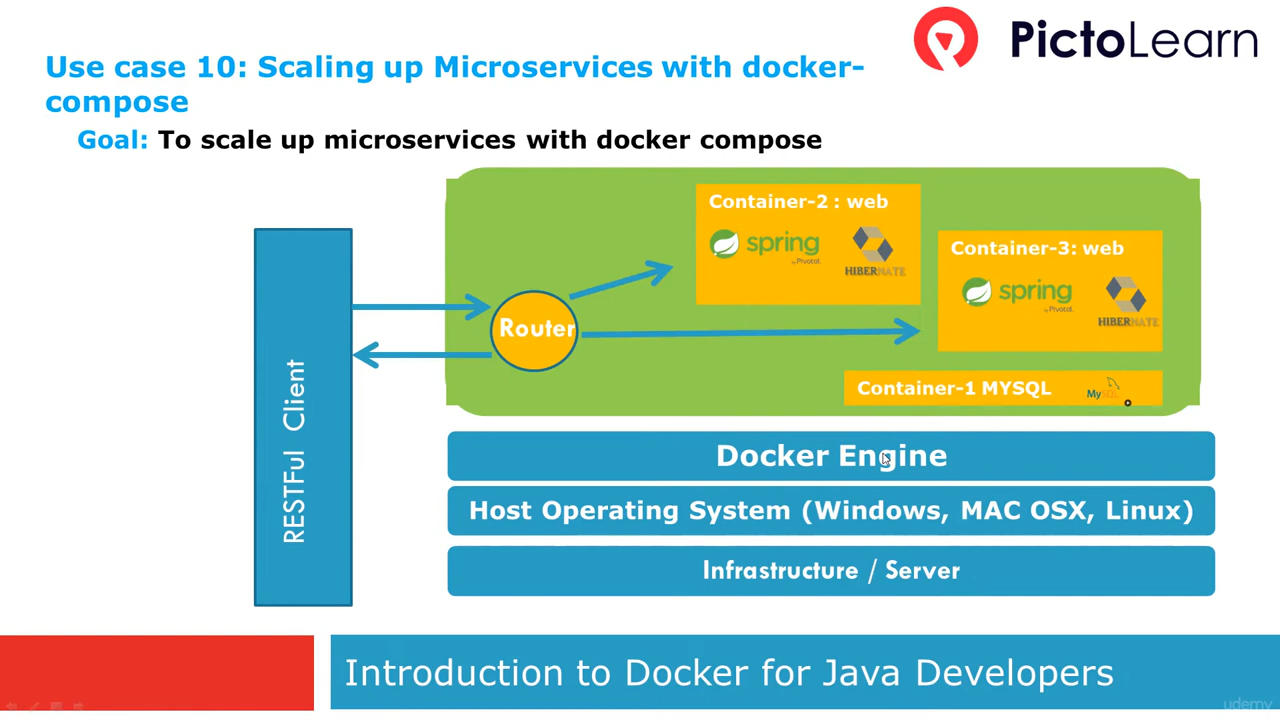 PictoLearn
Use case 10: Scaling up Microservices with docker-
compose
Goal: To scale up microservices with docker compose
Container-2 : web
spring
by Pivotal.
HIBERNATE
Container-3: web
spring
by Pivotal.
HIBERNATE
Router
Container-1 MYSQL
MySQL
RESTFul Client
Docker Engine
Host Operating System (Windows, MAC OSX, Linux)
Infrastructure / Server
Introduction to Docker for Java Developers
udemy